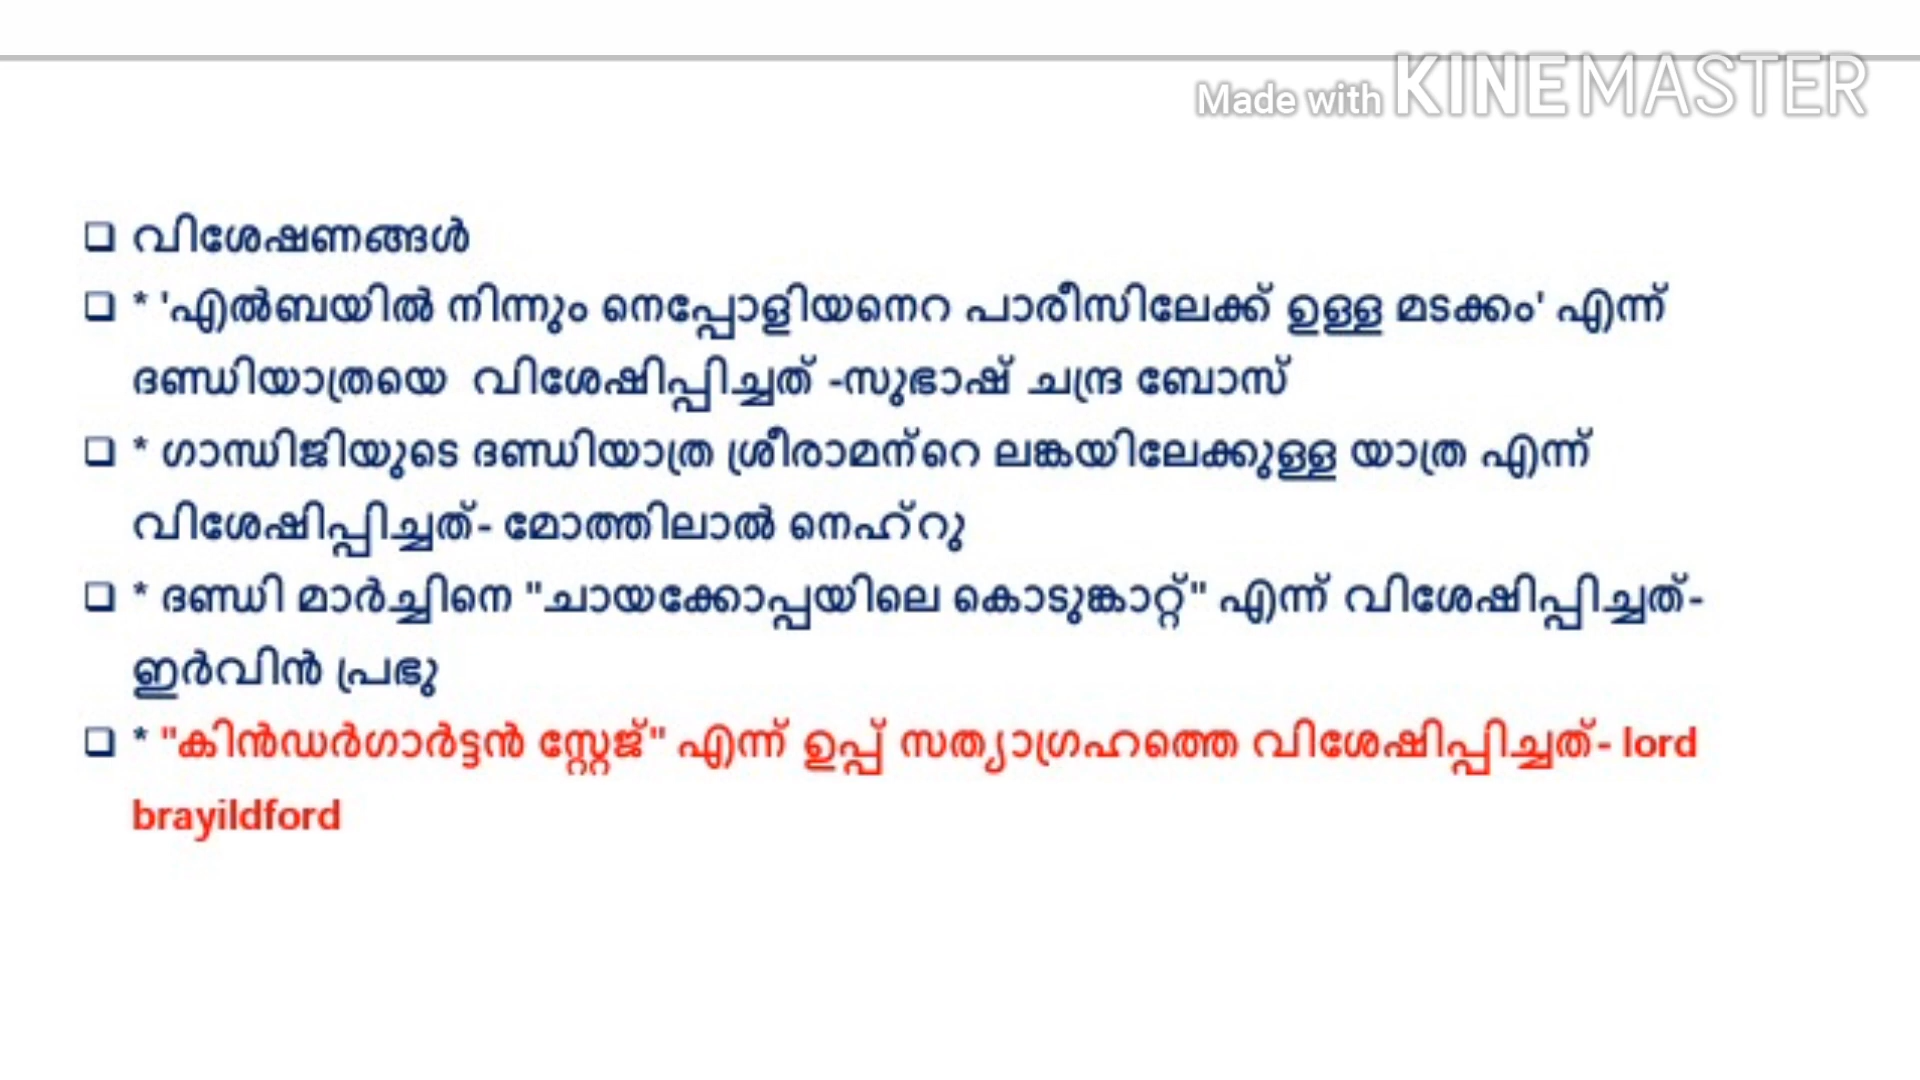 Made with KINEMASTER
❑ വിശേഷണങ്ങൾ
❑ * 'എൽബയിൽ നിന്നും നെപ്പോളിയനെറ പാരീസിലേക്ക് ഉള്ള മടക്കം' എന്ന്
ദണ്ഡിയാത്രയെ വിശേഷിപ്പിച്ചത് -സുഭാഷ് ചന്ദ്ര ബോസ്
❑ * ഗാന്ധിജിയുടെ ദണ്ഡിയാത്ര ശ്രീരാമന്റെ ലങ്കയിലേക്കുള്ള യാത്ര എന്ന്
വിശേഷിപ്പിച്ചത്- മോത്തിലാൽ നെഹ്റു
❑ * ദണ്ഡി മാർച്ചിനെ "ചായക്കോപ്പയിലെ കൊടുങ്കാറ്റ്" എന്ന് വിശേഷിപ്പിച്ചത്-
ഇർവിൻ പ്രഭു
❑ * "കിൻഡർഗാർട്ടൻ സ്റ്റേജ്" എന്ന് ഉപ്പ് സത്യാഗ്രഹത്തെ വിശേഷിപ്പിച്ചത്- lord
brayildford